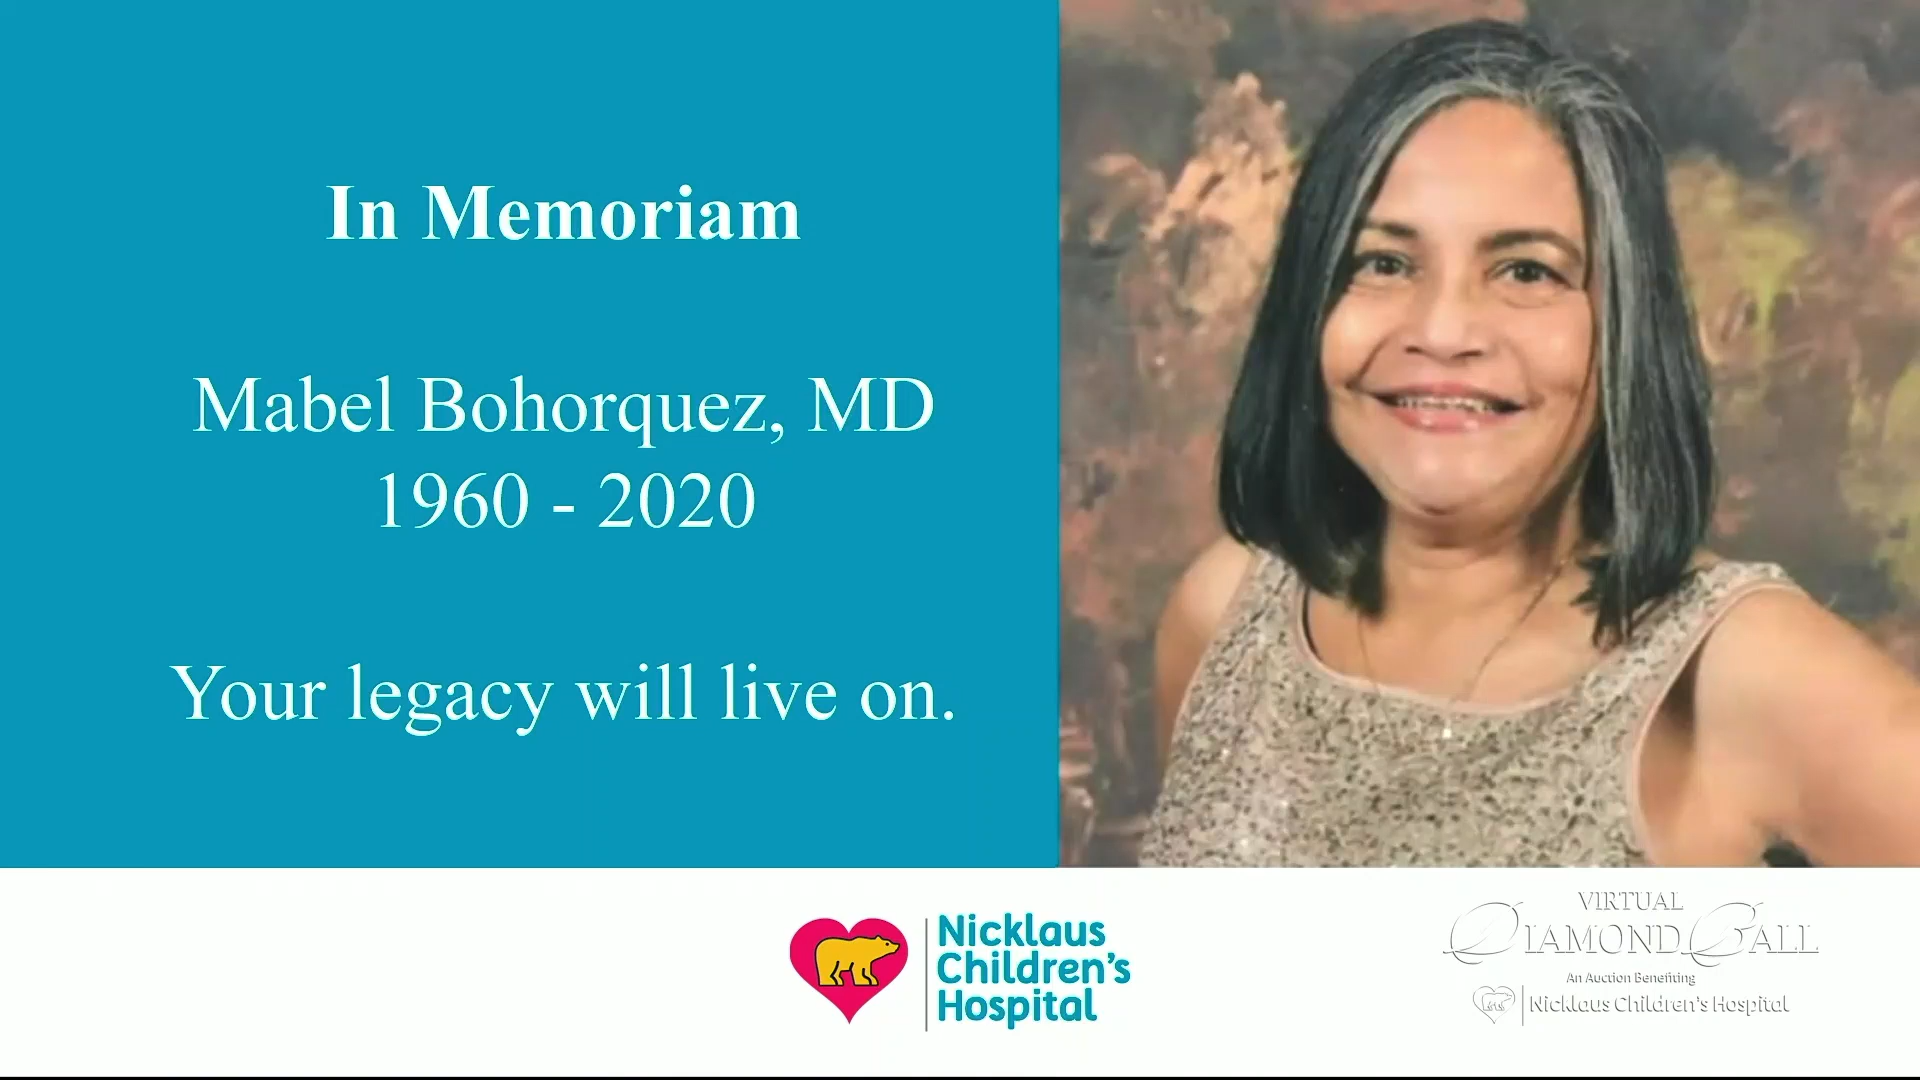 In Memoriam
Mabel Bohorquez, MD
1960 - 2020
Your legacy will live on.
Nicklaus
Children's
Hospital
VIRTUAL
DIAMOND BALL
An Auction Benefiting
Nicklaus Children's Hospital